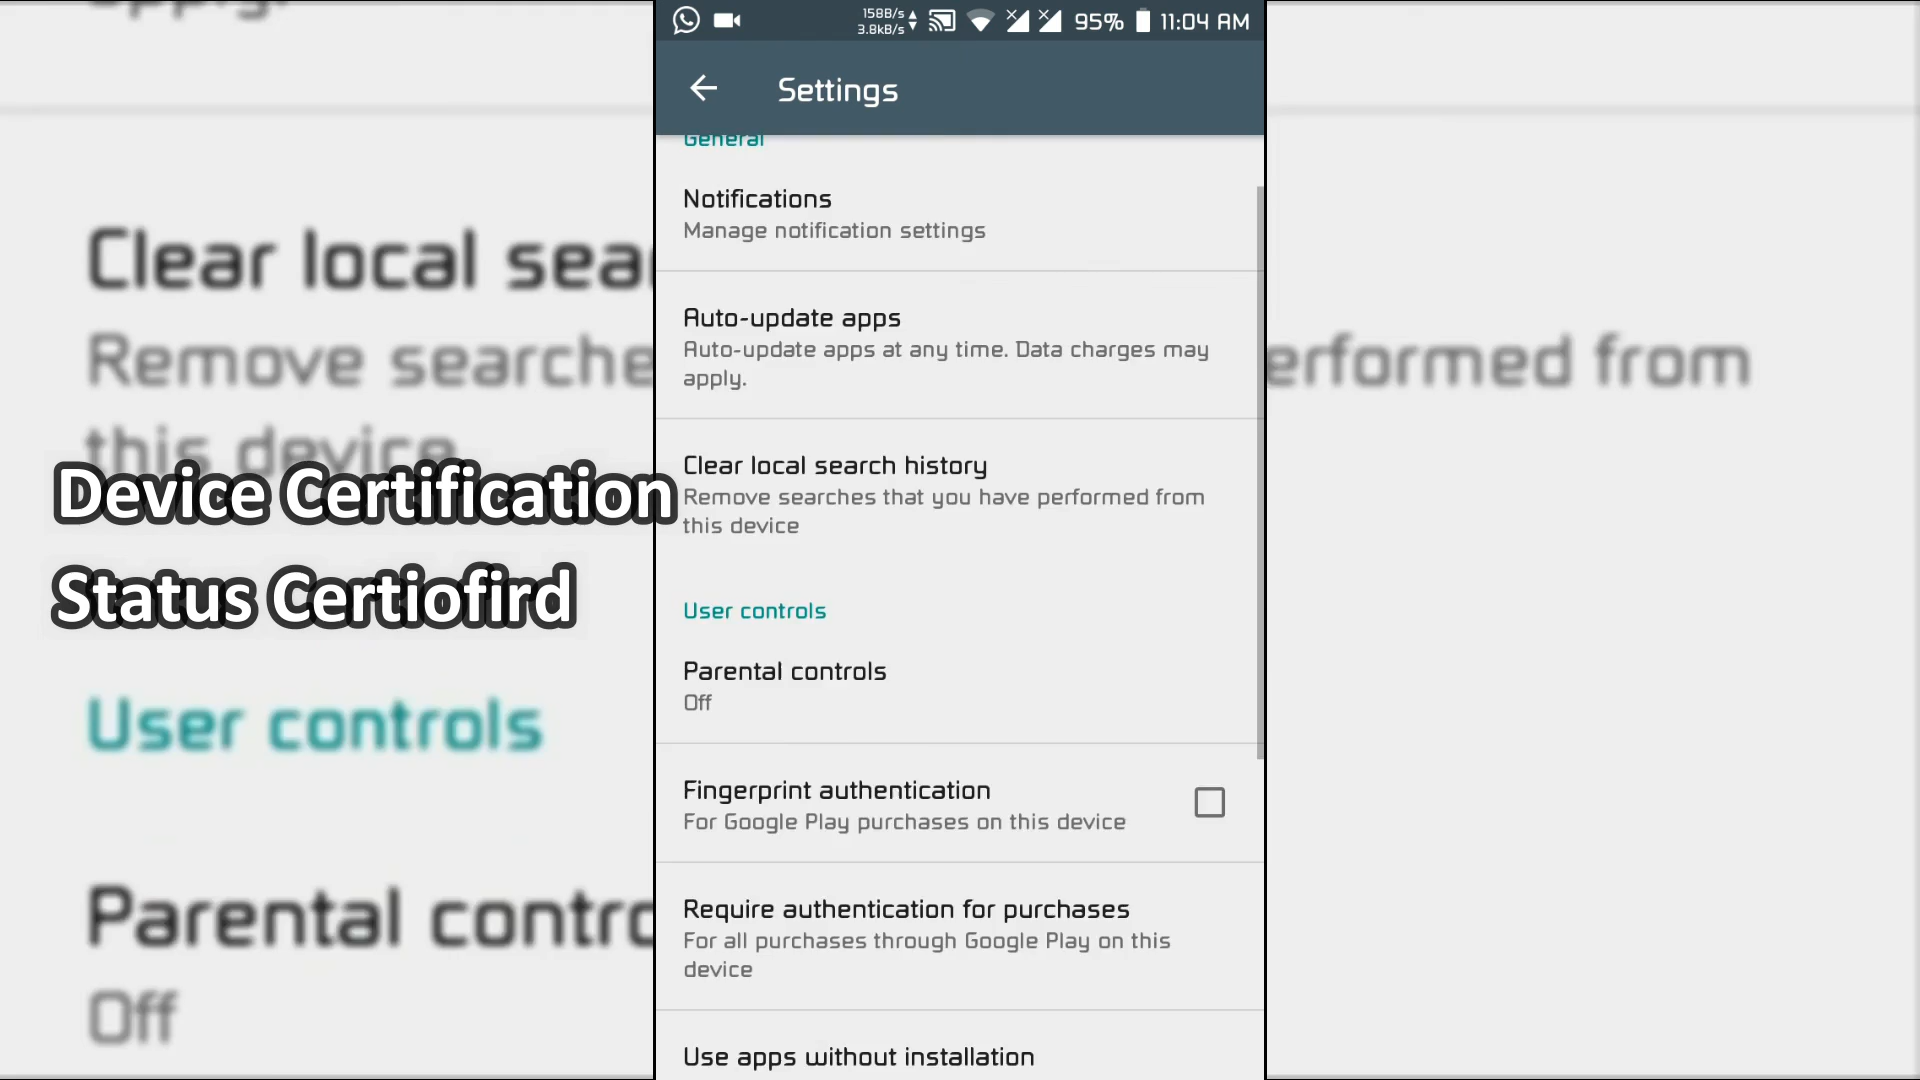 158B/s
3.8kB/s
95%
11:04 AM
Settings
General
Notifications
Manage notification settings
Auto-update apps
Auto-update apps at any time. Data charges may
apply.
Clear local search history
Remove searches that you have performed from
this device
User controls
Parental controls
Off
Fingerprint authentication
For Google Play purchases on this device
Require authentication for purchases
For all purchases through Google Play on this
device
Use apps without installation
Device Certification
Status Certiofird
apply.
Clear local sear
Remove searche
erformed from
this device
User controls
Parental contro
Off